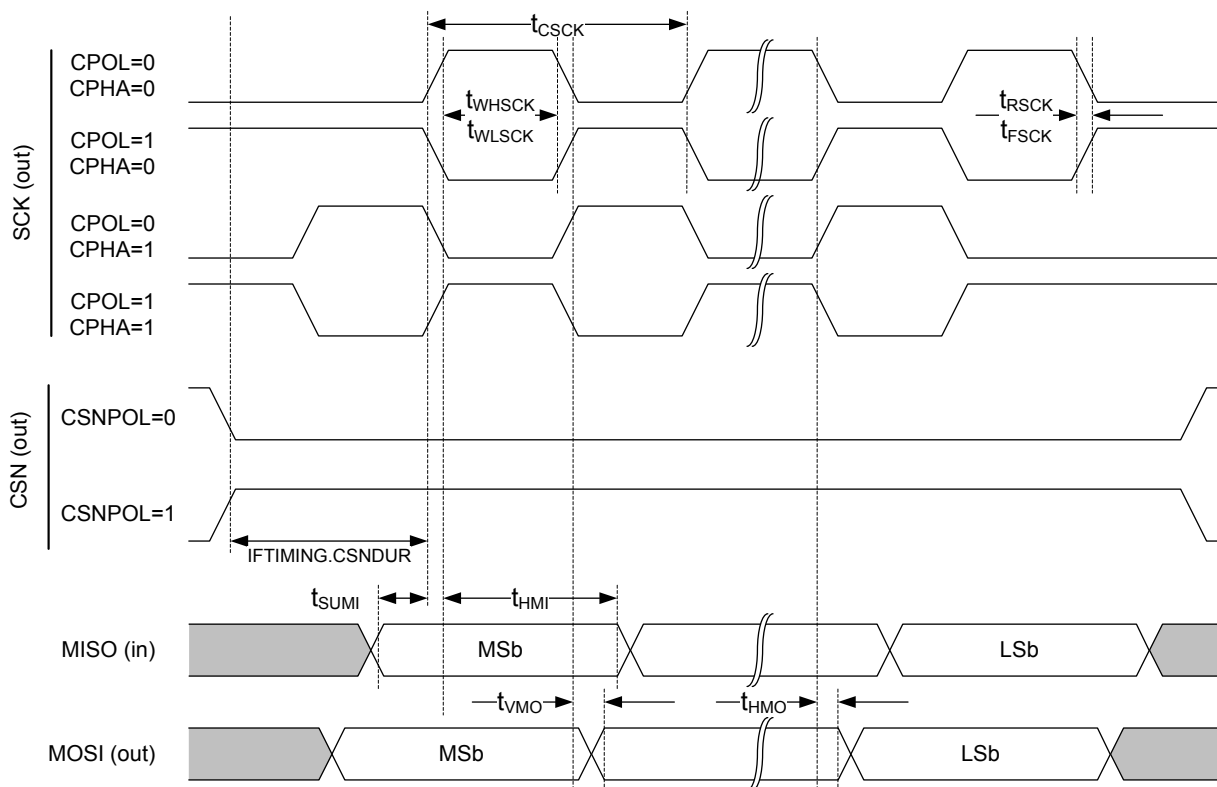 tCSCK
SCK (out)
CPOL=0
CPHA=0
tWHSCK
tWLSCK
tRSCK
tFSCK
CPOL=1
CPHA=0
CPOL=0
CPHA=1
CPOL=1
CPHA=1
CSN (out)
CSNPOL=0
CSNPOL=1
IFTIMING.CSNDUR
tSUMI
tHMI
MISO (in)
MSb
LSb
tVMO
tHMO
MOSI (out)
MSb
LSb